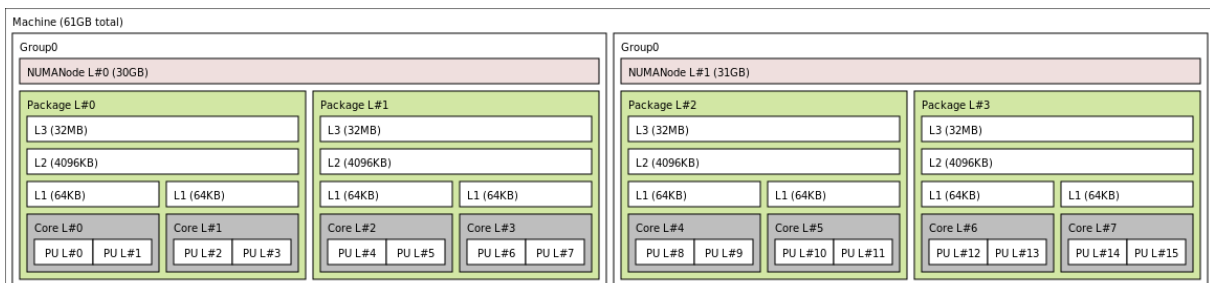 Machine (61GB total)
Group0 Group0
NUMANode L#0 (30GB) NUMANode L#1 (31GB)
Package L#0 Package L#1 Package L#2 Package L#3
L3 (32MB) L3 (32MB) L3 (32MB) L3 (32MB)
L2 (4096KB) L2 (4096KB) L2 (4096KB) L2 (4096KB)
L1 (64KB) L1 (64KB) L1 (64KB) L1 (64KB) L1 (64KB) L1 (64KB) L1 (64KB) L1 (64KB)
Core L#0 Core L#1 Core L#2 Core L#3 Core L#4 Core L#5 Core L#6 Core L#7
PU L#0 PU L#1 PU L#2 PU L#3 PU L#4 PU L#5 PU L#6 PU L#7 PU L#8 PU L#9 PU L#10 PU L#11 PU L#12 PU L#13 PU L#14 PU L#15